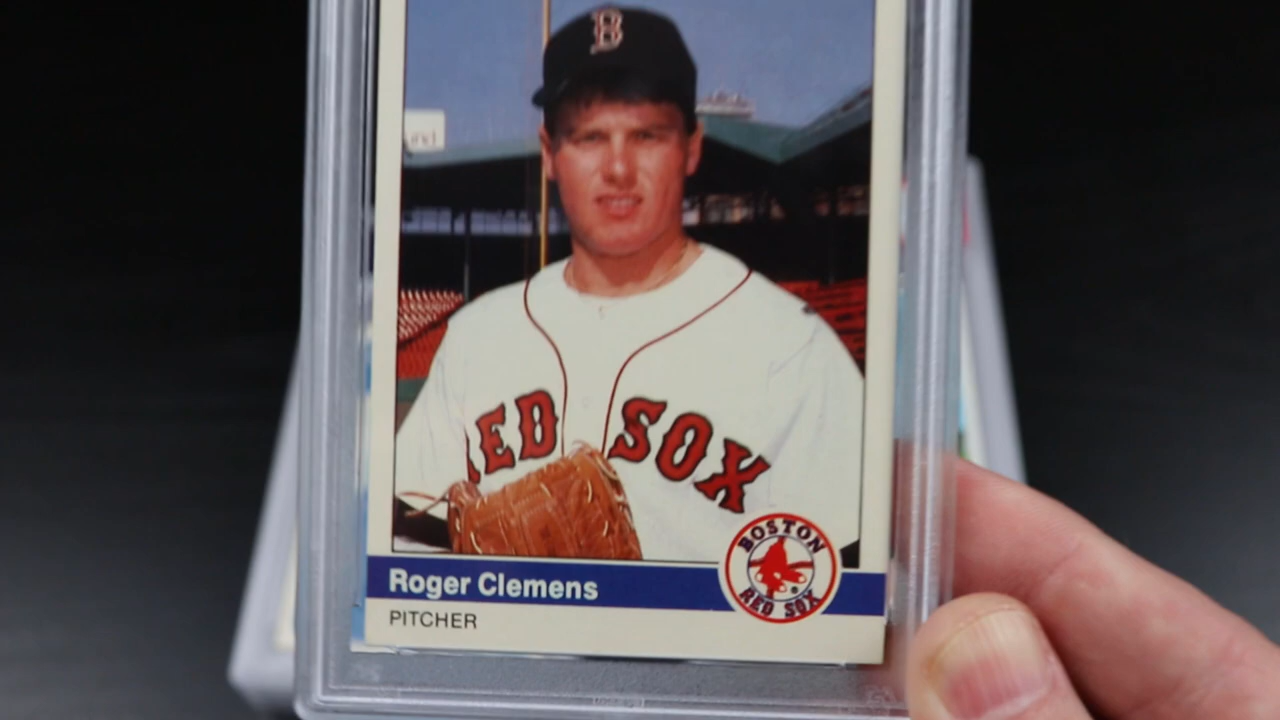 B
RED SOX
BOSTON
RED SOX
Roger Clemens
PITCHER